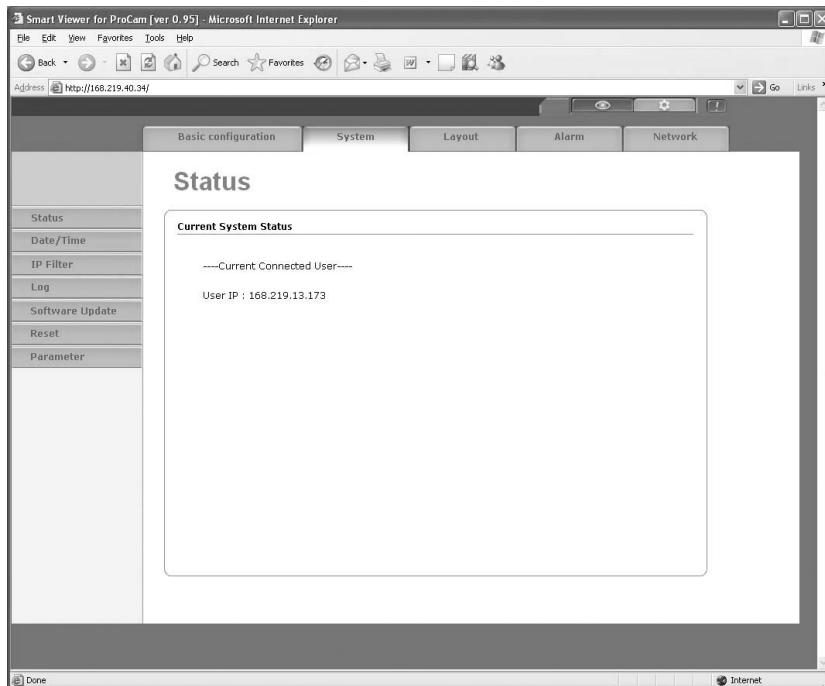 Smart Viewer for ProCam [ver 0.95] - Microsoft Internet Explorer
File Edit View Favorites Tools Help
Back Search Favorites
Address http://168.219.40.34/ Go Links
Basic configuration System Layout Alarm Network
Status
Status
Date/Time
IP Filter
Log
Software Update
Reset
Parameter
Current System Status
----Current Connected User----
User IP : 168.219.13.173
Done Internet